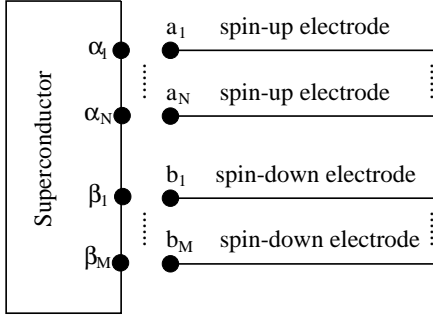 Superconductor
α1 a1 spin-up electrode
αN aN spin-up electrode
β1 b1 spin-down electrode
βM bM spin-down electrode